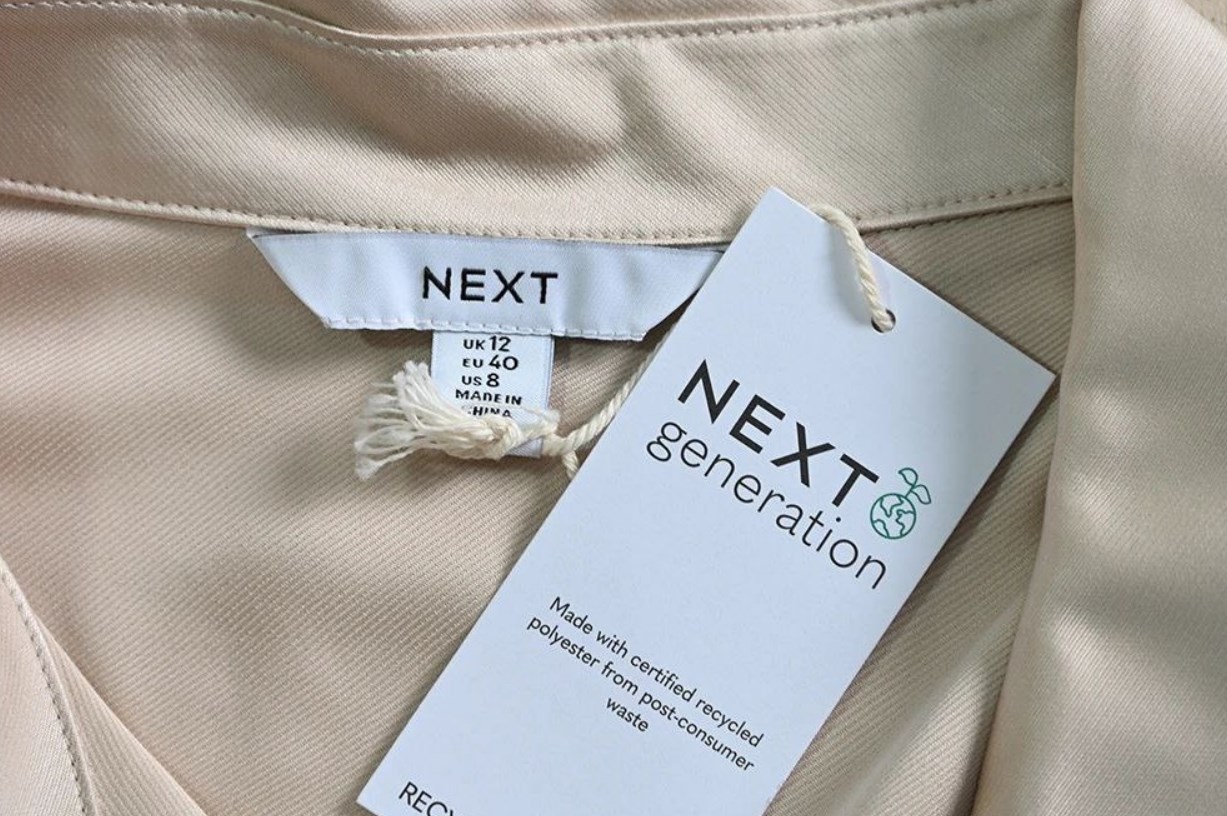 NEXT
UK 12
EU 40
US 8
MADE IN
NEXT
generation
Made with certified recycled
polyester from post-consumer
waste